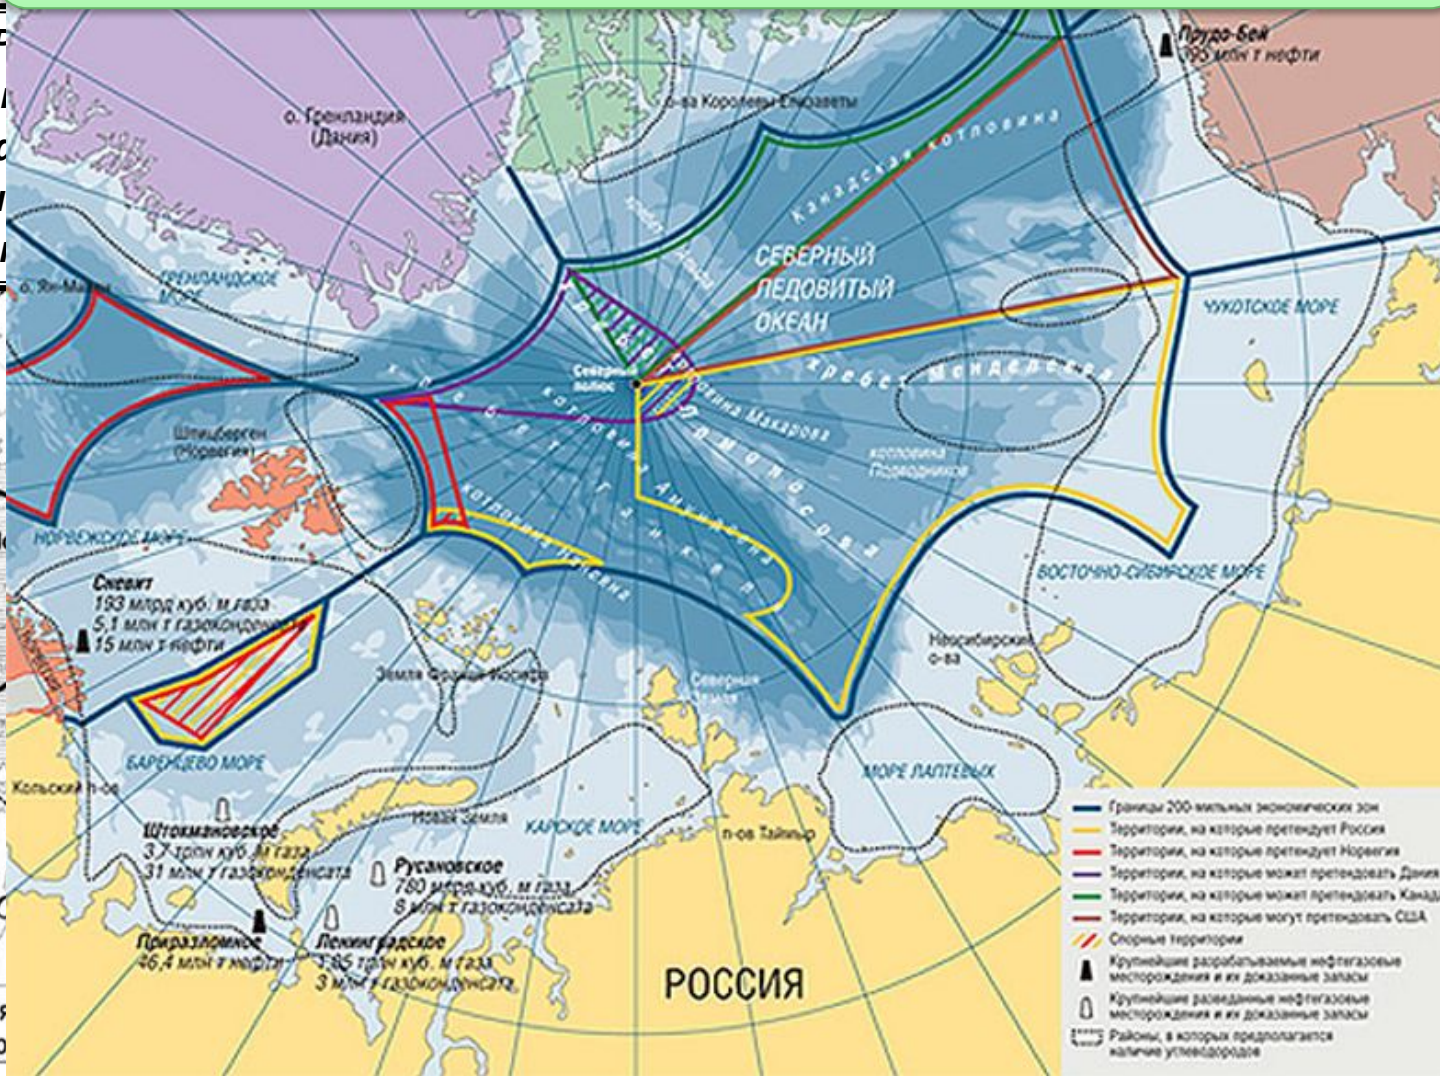 Прудо-Бей
395 млн т нефти
о-ва Королевы Елизаветы
о. Гренландия
(Дания)
Канадская котловина
СЕВЕРНЫЙ
ЛЕДОВИТЫЙ
ОКЕАН
ГРЕНЛАНДСКОЕ
МОРЕ
о. Ян-Майен
ЧУКОТСКОЕ МОРЕ
Северный
полюс
хребет Менделеева
хребет Ломоносова
котловина Макарова
котловина
Подводников
хребет Гаккеля
котловина Амундсена
котловина Нансена
Шпицберген
(Норвегия)
НОРВЕЖСКОЕ МОРЕ
ВОСТОЧНО-СИБИРСКОЕ МОРЕ
Сневит
193 млрд куб. м газа
5,1 млн т газоконденсата
15 млн т нефти
Новосибирские
о-ва
Земля Франца-Иосифа
Северная
Земля
БАРЕНЦЕВО МОРЕ
МОРЕ ЛАПТЕВЫХ
Кольский п-ов
Новая Земля
КАРСКОЕ МОРЕ
п-ов Таймыр
Штокмановское
3,7 трлн куб. м газа
31 млн т газоконденсата
Русановское
780 млрд куб. м газа
8 млн т газоконденсата
Приразломное
46,4 млн т нефти
Ленинградское
1,05 трлн куб. м газа
3 млн т газоконденсата
РОССИЯ
Границы 200-мильных экономических зон
Территории, на которые претендует Россия
Территории, на которые претендует Норвегия
Территории, на которые может претендовать Дания
Территории, на которые может претендовать Канада
Территории, на которые могут претендовать США
Спорные территории
Крупнейшие разрабатываемые нефтегазовые
месторождения и их доказанные запасы
Крупнейшие разведанные нефтегазовые
месторождения и их доказанные запасы
Районы, в которых предполагается
наличие углеводородов